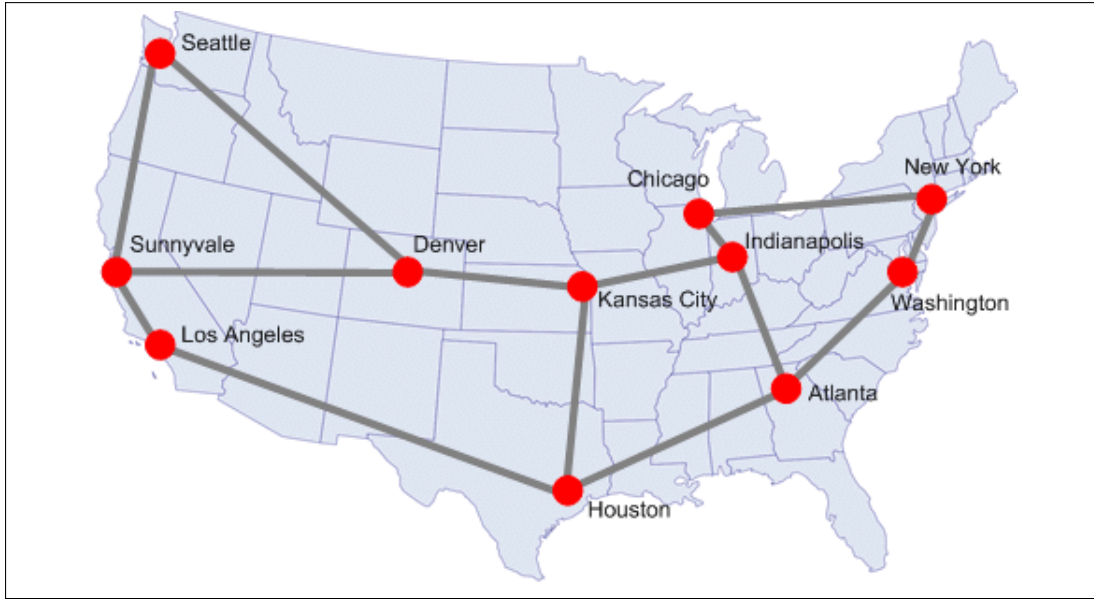 Seattle
New York
Chicago
Sunnyvale
Denver
Indianapolis
Kansas City
Washington
Los Angeles
Atlanta
Houston